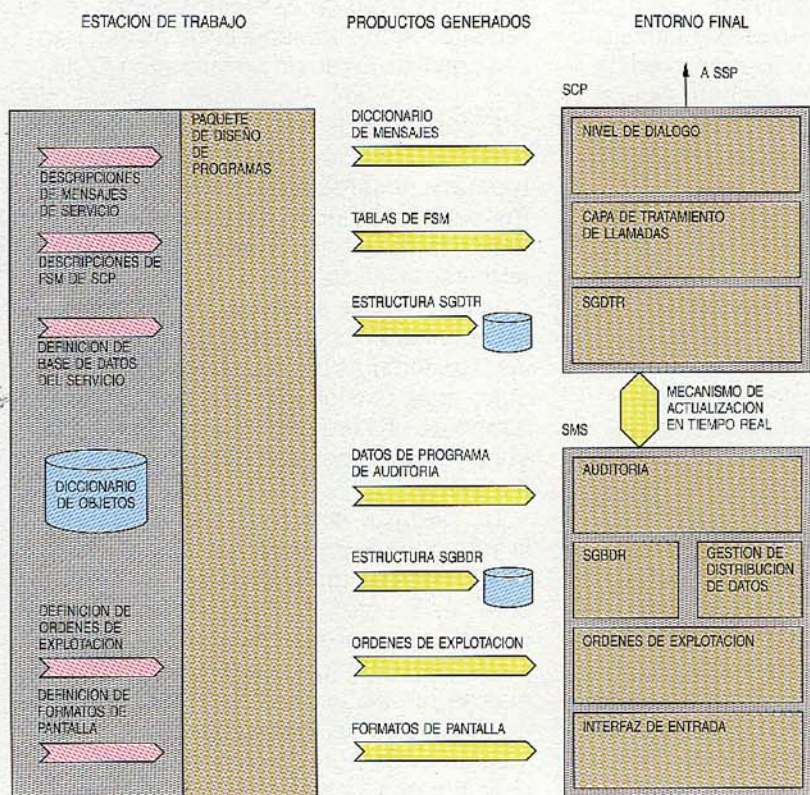 ESTACION DE TRABAJO
PRODUCTOS GENERADOS
ENTORNO FINAL
A SSP
SCP
PAQUETE
DE DISEÑO
DE
PROGRAMAS
DESCRIPCIONES
DE MENSAJES
DE SERVICIO
DESCRIPCIONES DE
FSM DE SCP
DEFINICION DE
BASE DE DATOS
DEL SERVICIO
DICCIONARIO
DE OBJETOS
DEFINICION DE
ORDENES DE
EXPLOTACION
DEFINICION DE
FORMATOS DE
PANTALLA
DICCIONARIO
DE MENSAJES
TABLAS DE FSM
ESTRUCTURA SGDTR
DATOS DE PROGRAMA
DE AUDITORIA
ESTRUCTURA SGBDR
ORDENES DE EXPLOTACION
FORMATOS DE PANTALLA
NIVEL DE DIALOGO
CAPA DE TRATAMIENTO
DE LLAMADAS
SGDTR
MECANISMO DE
ACTUALIZACION
EN TIEMPO REAL
SMS
AUDITORIA
SGBDR
GESTION DE
DISTRIBUCION
DE DATOS
ORDENES DE EXPLOTACION
INTERFAZ DE ENTRADA